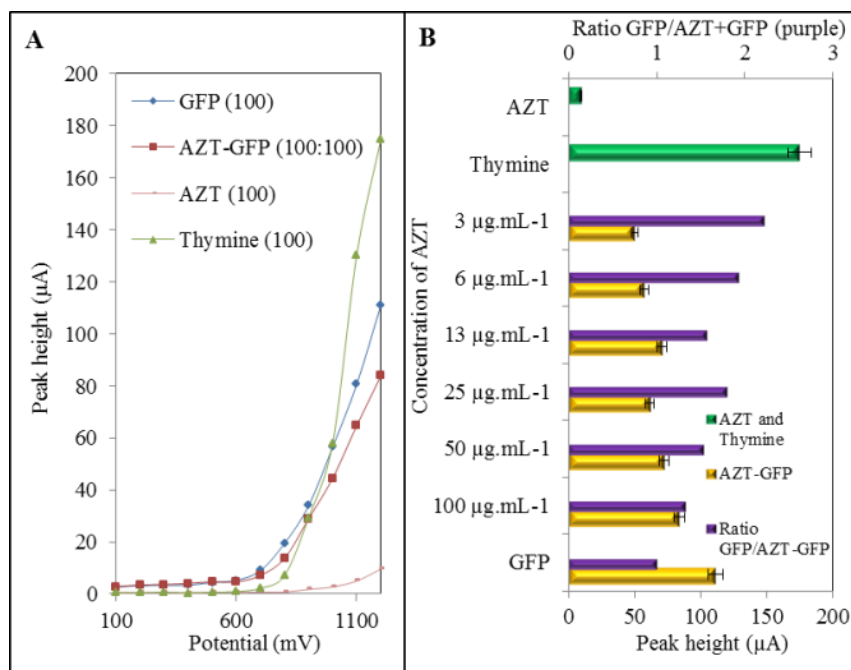 A
200
180
160
140
120
100
80
60
40
20
0
Peak height (µA)
GFP (100)
AZT-GFP (100:100)
AZT (100)
Thymine (100)
100
600
1100
Potential (mV)
B
Ratio GFP/AZT+GFP (purple)
0
1
2
3
Concentration of AZT
AZT
Thymine
3 µg.mL-1
6 µg.mL-1
13 µg.mL-1
25 µg.mL-1
50 µg.mL-1
100 µg.mL-1
GFP
AZT and
Thymine
AZT-GFP
Ratio
GFP/AZT-GFP
0
50
100
150
200
Peak height (µA)